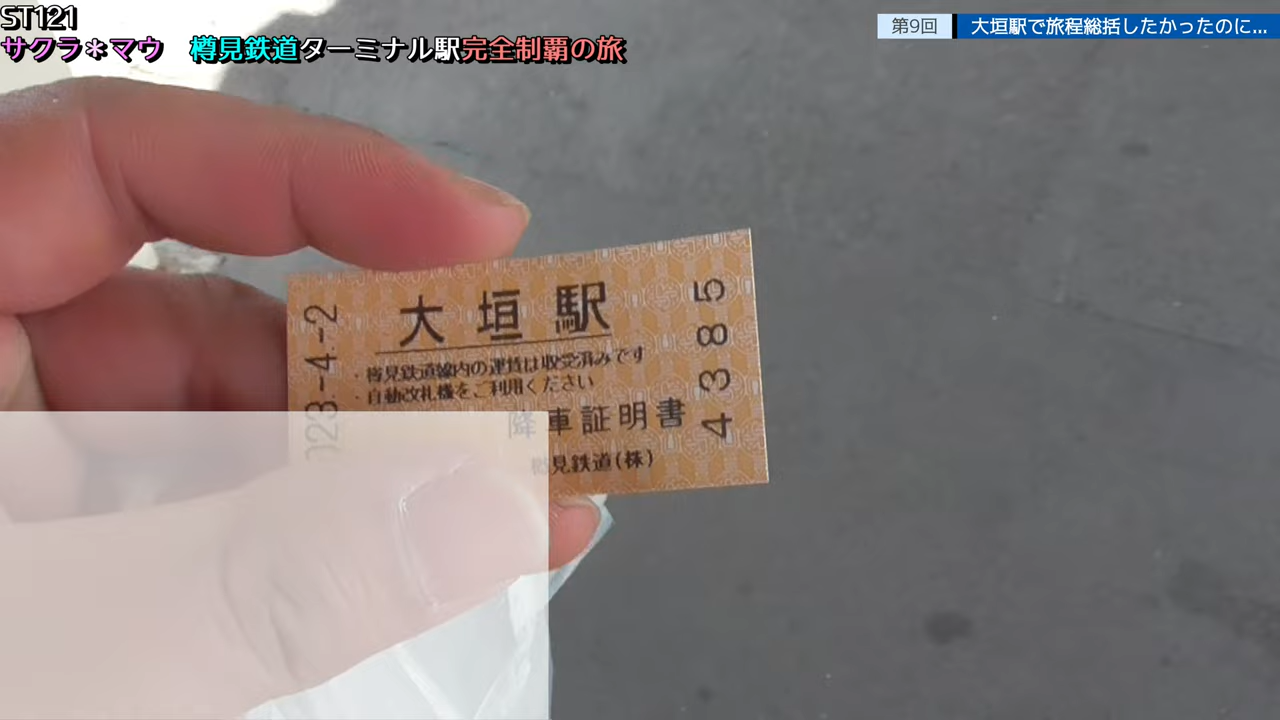 ST121
サクラ＊マウ 樽見鉄道ターミナル駅完全制覇の旅
第9回 大垣駅で旅程総括したかったのに...
大垣駅
・樽見鉄道線内の運賃は収受済みです
・自動改札機をご利用ください
降車証明書
樽見鉄道(株)
023.-4.-2
4385